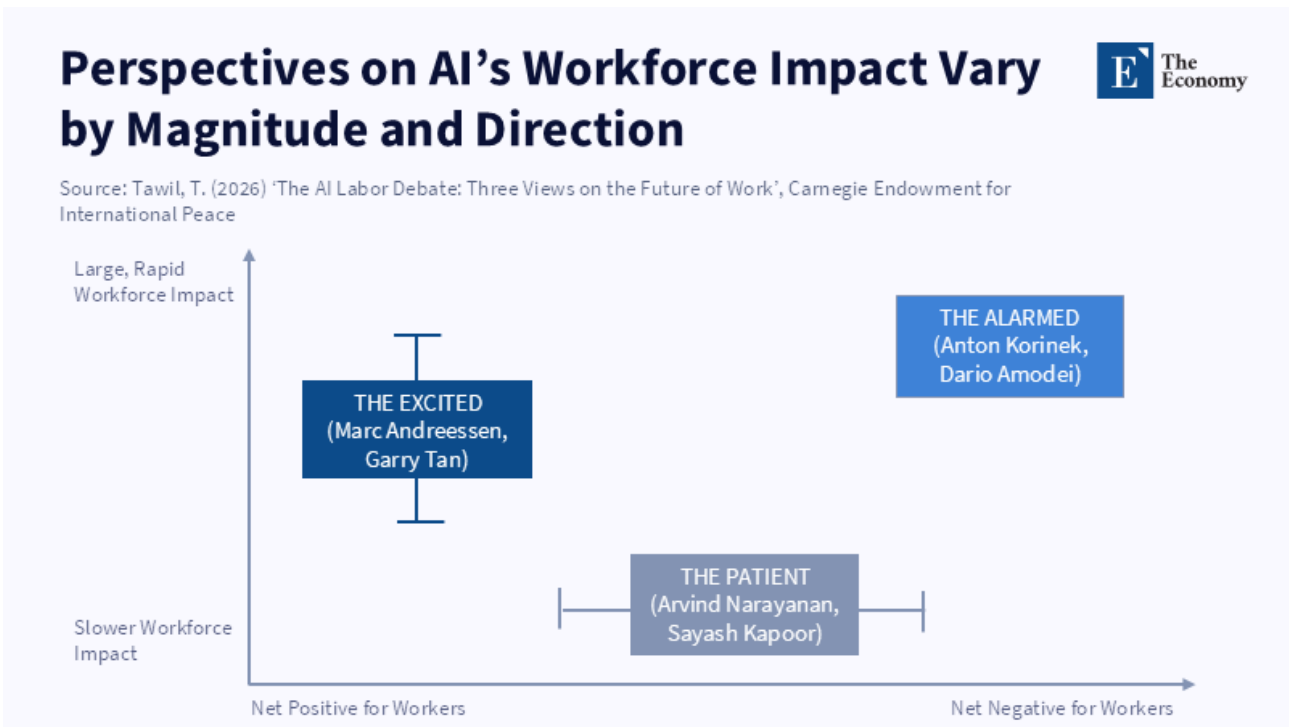 Perspectives on AI’s Workforce Impact Vary
by Magnitude and Direction
E
The
Economy
Source: Tawil, T. (2026) ‘The AI Labor Debate: Three Views on the Future of Work’, Carnegie Endowment for
International Peace
Large, Rapid
Workforce Impact
THE ALARMED
(Anton Korinek,
Dario Amodei)
THE EXCITED
(Marc Andreessen,
Garry Tan)
THE PATIENT
(Arvind Narayanan,
Sayash Kapoor)
Slower Workforce
Impact
Net Positive for Workers
Net Negative for Workers